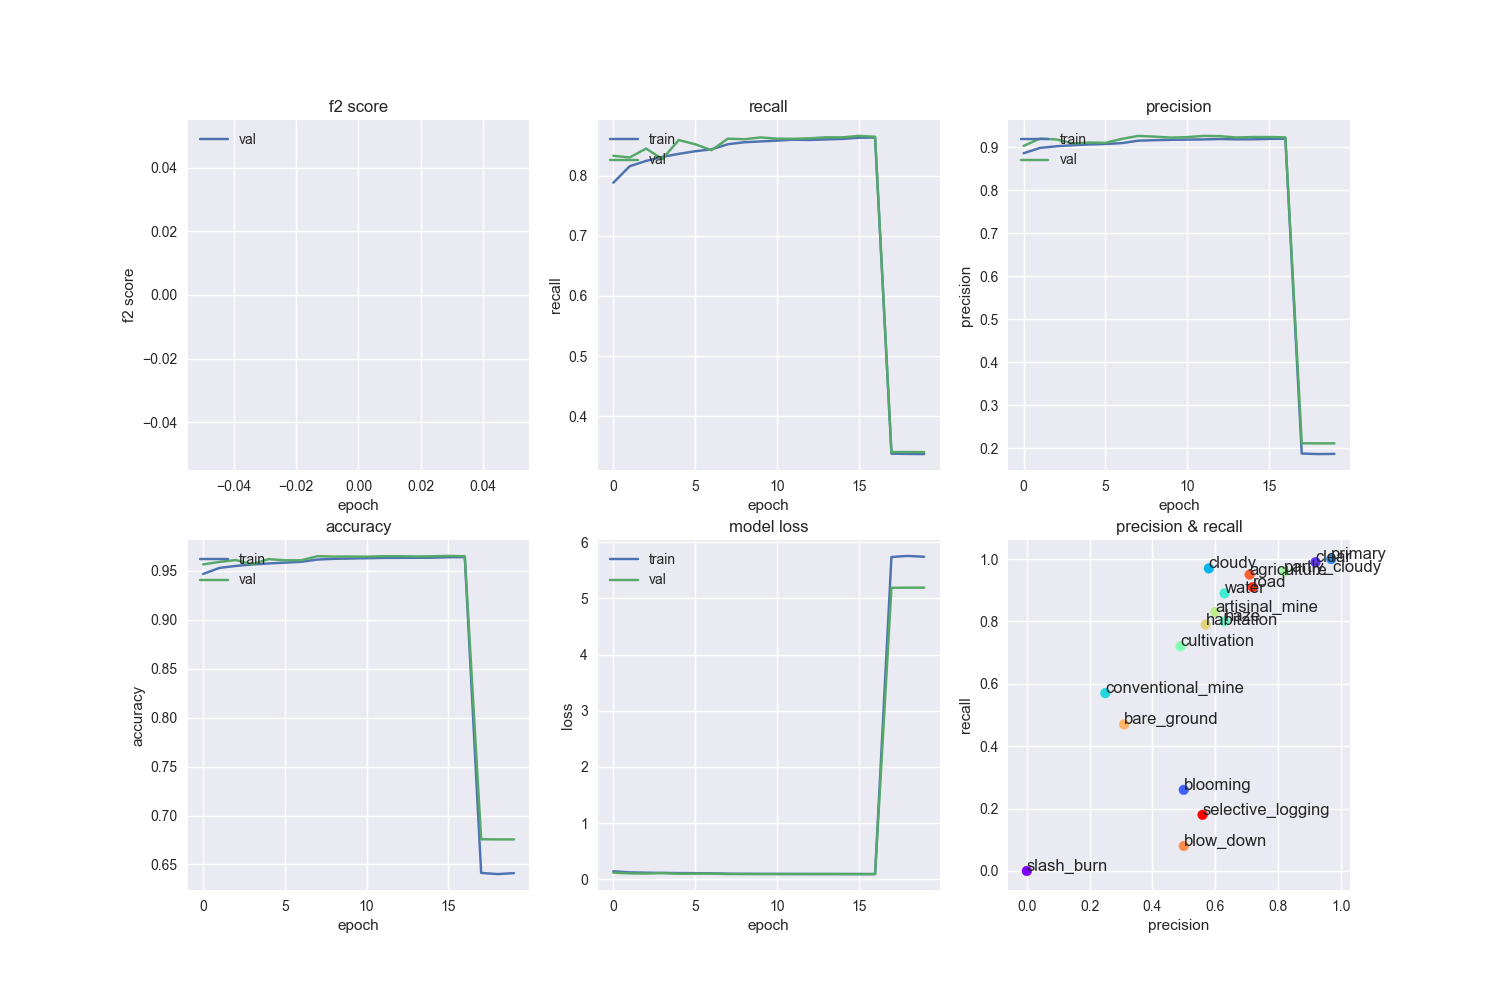 f2 score
val
0.04
0.02
0.00
−0.02
−0.04
f2 score
−0.04 −0.02 0.00 0.02 0.04
epoch
recall
train
val
0.8
0.7
0.6
0.5
0.4
recall
0 5 10 15
epoch
precision
train
val
0.9
0.8
0.7
0.6
0.5
0.4
0.3
0.2
precision
0 5 10 15
epoch
accuracy
train
val
0.95
0.90
0.85
0.80
0.75
0.70
0.65
accuracy
0 5 10 15
epoch
model loss
train
val
6
5
4
3
2
1
0
loss
0 5 10 15
epoch
precision & recall
1.0
0.8
0.6
0.4
0.2
0.0
recall
primary
clear
partly_cloudy
cloudy
agriculture
road
water
artisinal_mine
haze
habitation
cultivation
conventional_mine
bare_ground
blooming
selective_logging
blow_down
slash_burn
0.0 0.2 0.4 0.6 0.8 1.0
precision